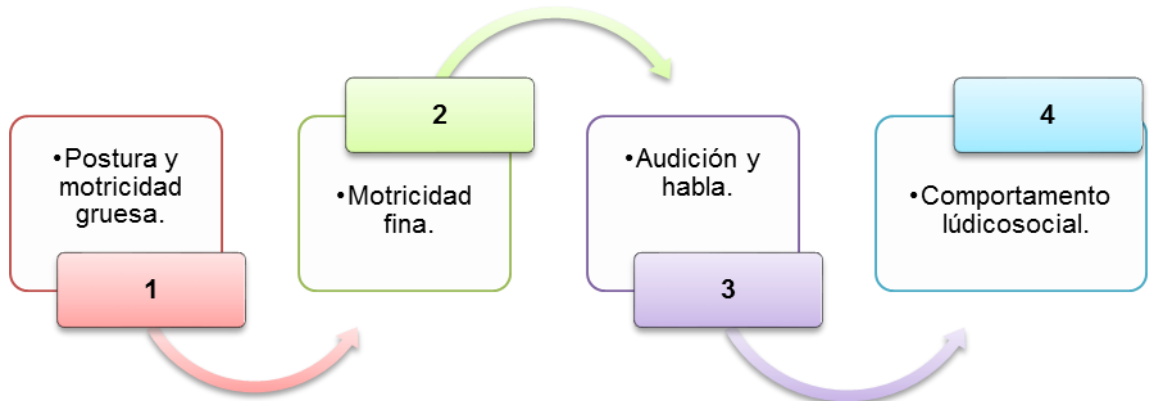 •Postura y
motricidad
gruesa.
1
2
•Motricidad
fina.
•Audición y
habla.
3
4
•Comportamento
lúdicosocial.